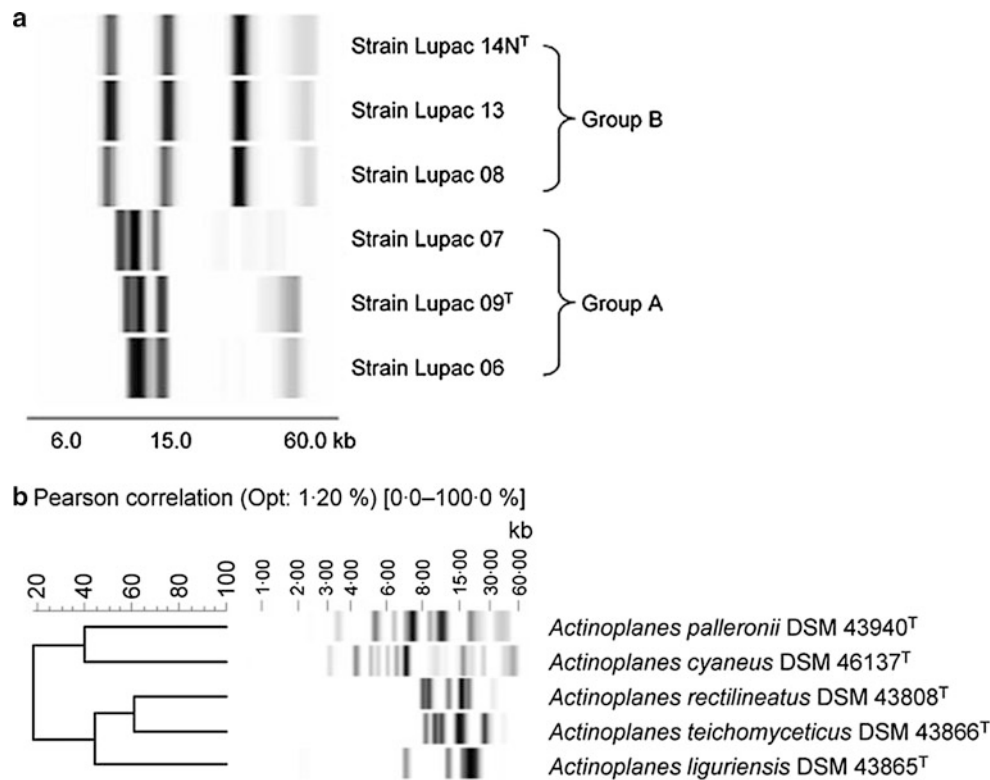 a
Strain Lupac 14Nᵀ
Strain Lupac 13
Group B
Strain Lupac 08
Strain Lupac 07
Strain Lupac 09ᵀ
Group A
Strain Lupac 06
6.0 15.0 60.0 kb
b Pearson correlation (Opt: 1·20 %) [0·0–100·0 %]
kb
20 40 60 80 100 1·00 2·00 3·00 4·00 6·00 8·00 15·00 30·00 60·00
Actinoplanes palleronii DSM 43940ᵀ
Actinoplanes cyaneus DSM 46137ᵀ
Actinoplanes rectilineatus DSM 43808ᵀ
Actinoplanes teichomyceticus DSM 43866ᵀ
Actinoplanes liguriensis DSM 43865ᵀ